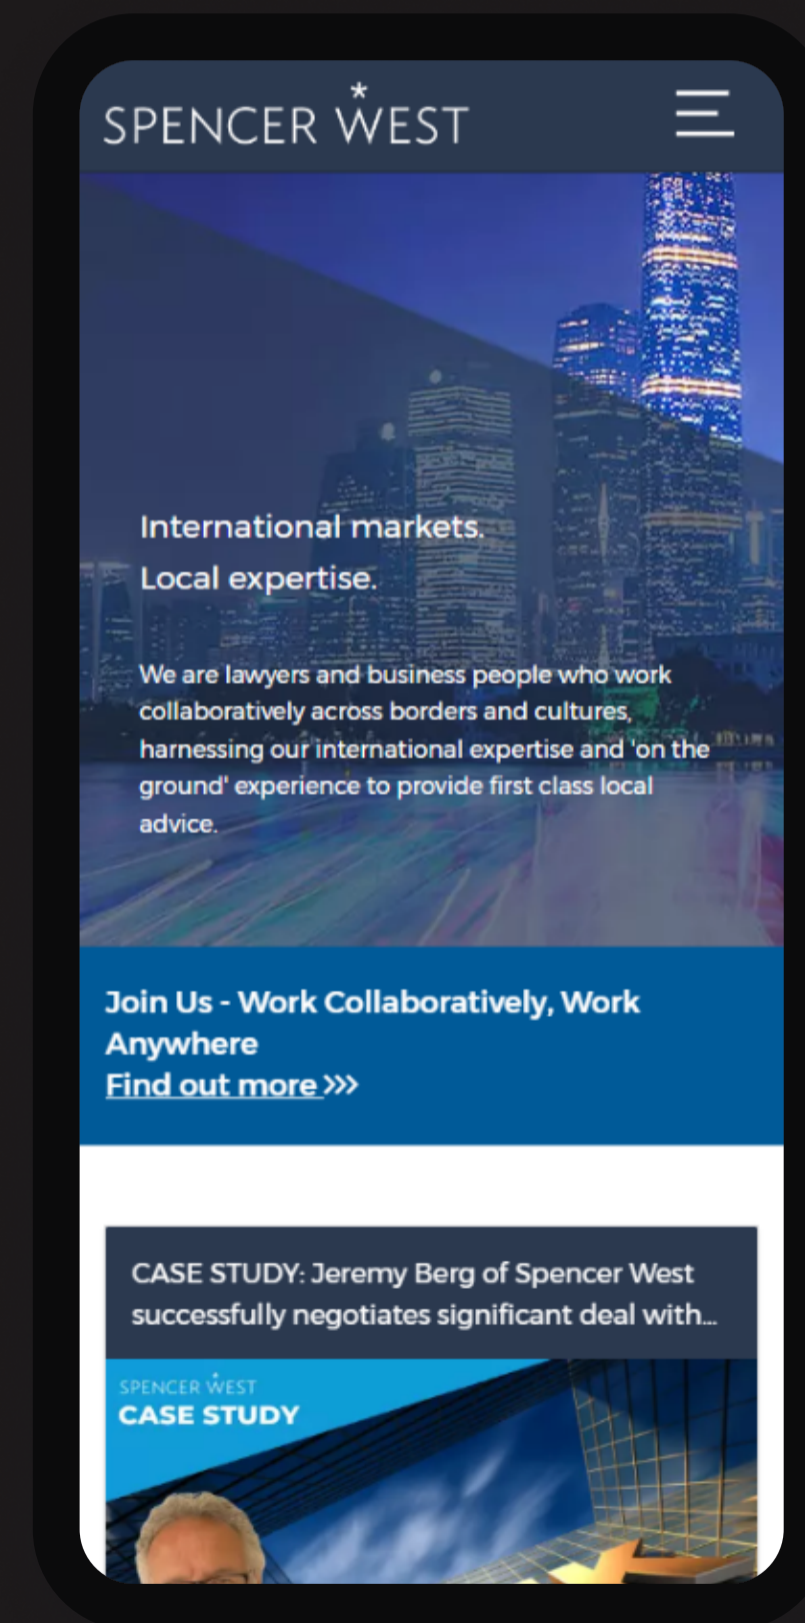 SPENCER WEST
International markets.
Local expertise.
We are lawyers and business people who work
collaboratively across borders and cultures,
harnessing our international expertise and 'on the
ground' experience to provide first class local
advice.
Join Us - Work Collaboratively, Work
Anywhere
Find out more >>>
CASE STUDY: Jeremy Berg of Spencer West
successfully negotiates significant deal with...
SPENCER WEST
CASE STUDY